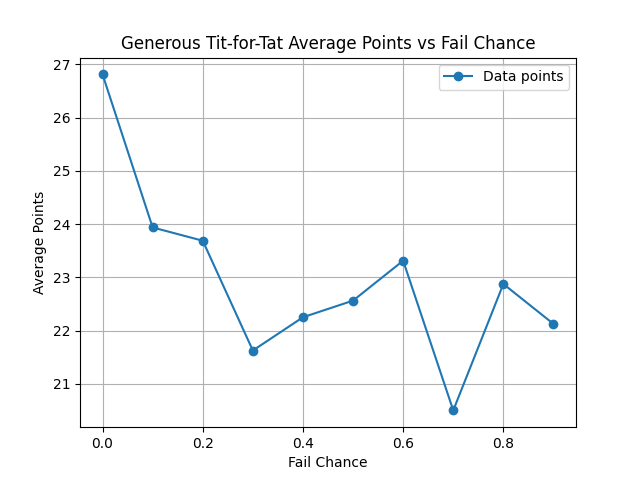 Generous Tit-for-Tat Average Points vs Fail Chance
Data points
27
26
25
24
23
22
21
Average Points
0.0 0.2 0.4 0.6 0.8
Fail Chance